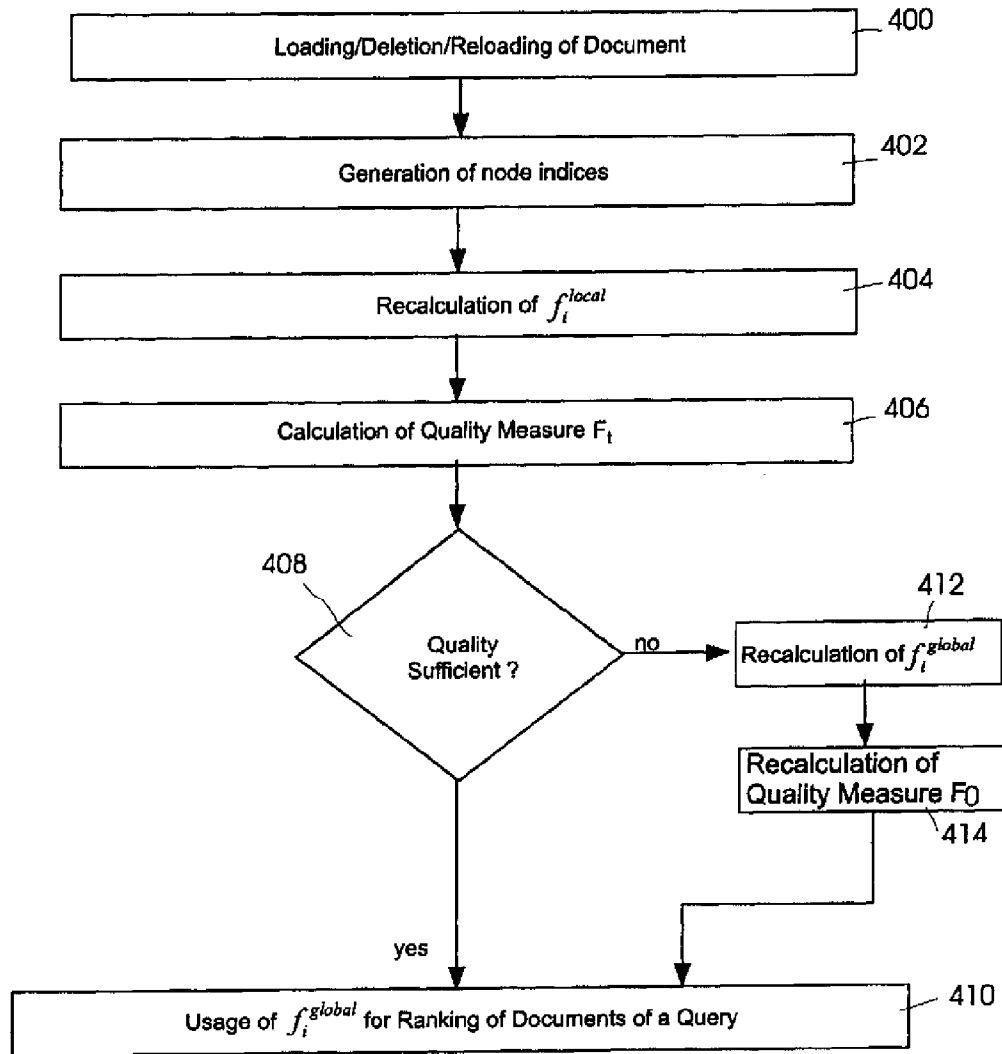 400
Loading/Deletion/Reloading of Document
402
Generation of node indices
404
Recalculation of f_i^{local}
406
Calculation of Quality Measure F_t
408
Quality
Sufficient ?
no
412
Recalculation of f_i^{global}
Recalculation of
Quality Measure F0
414
yes
410
Usage of f_i^{global} for Ranking of Documents of a Query